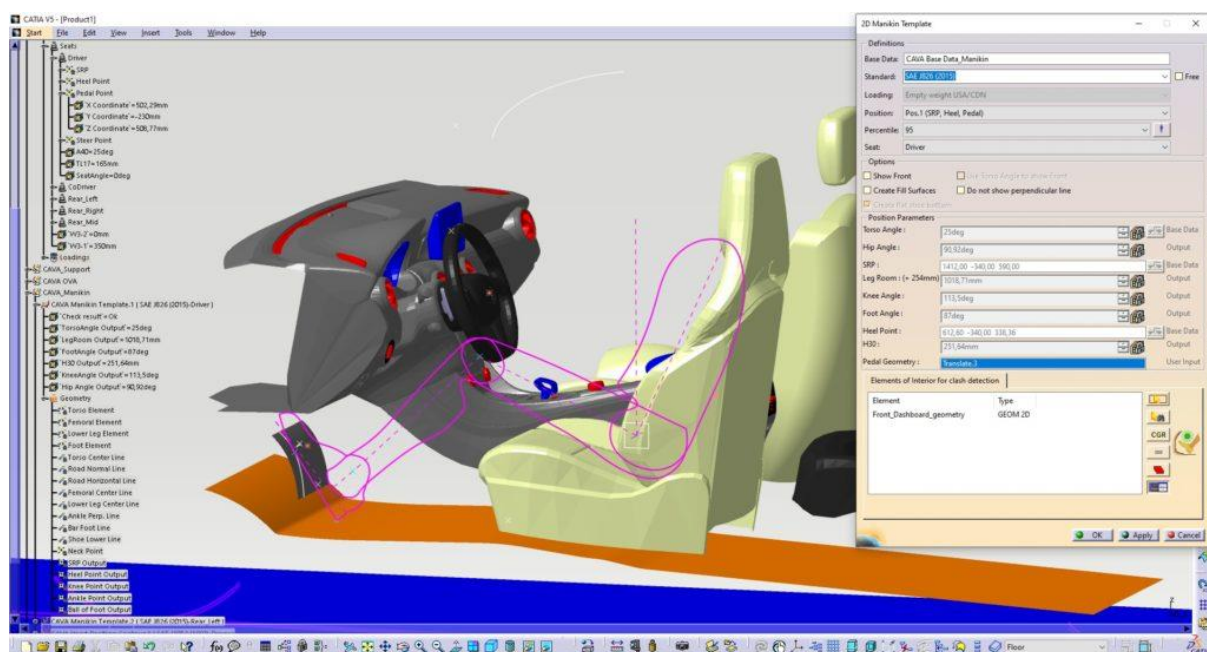 CATIA V5 - [Product1]
Start File Edit View Insert Tools Window Help
Seats
Driver
SRP
Heel Point
Pedal Point
'X Coordinate'=502,29mm
'Y Coordinate'=-230mm
'Z Coordinate'=508,77mm
Steer Point
A40=25deg
TL17=165mm
SeatAngle=0deg
CoDriver
Rear_Left
Rear_Right
Rear_Mid
'W3-2'=0mm
'W3-1'=350mm
Loadings
CAVA_Support
CAVA OVA
CAVA_Manikin
CAVA Manikin Template.1 ( SAE J826 (2015)-Driver )
'Check result'=Ok
'TorsoAngle Output'=25deg
'LegRoom Output'=1018,71mm
'FootAngle Output'=87deg
'H30 Output'=251,64mm
'KneeAngle Output'=113,5deg
'Hip Angle Output'=90,92deg
Geometry
Torso Element
Femoral Element
Lower Leg Element
Foot Element
Torso Center Line
Road Normal Line
Road Horizontal Line
Femoral Center Line
Lower Leg Center Line
Ankle Perp. Line
Bar Foot Line
Shoe Lower Line
Neck Point
SRP Output
Heel Point Output
Knee Point Output
Ankle Point Output
Ball of Foot Output
CAVA Manikin Template.2 ( SAE J826 (2015)-Rear_Left )
2D Manikin Template
Definitions
Base Data: CAVA Base Data_Manikin
Standard: SAE J826 (2015) Free
Loading: Empty weight USA/CDN
Position: Pos.1 (SRP, Heel, Pedal)
Percentile: 95
Seat: Driver
Options
Show Front Use Torso Angle to show Front
Create Fill Surfaces Do not show perpendicular line
Create flat shoe bottom
Position Parameters
Torso Angle : 25deg Base Data
Hip Angle : 90,92deg Output
SRP : 1412,00 -340,00 590,00 Base Data
Leg Room : (+ 254mm) 1018,71mm Output
Knee Angle : 113,5deg Output
Foot Angle : 87deg Output
Heel Point : 612,60 -340,00 338,36 Base Data
H30 : 251,64mm Output
Pedal Geometry : Translate.3 User Input
Elements of Interior for clash detection
Element Type
Front_Dashboard_geometry GEOM 2D
CGR
OK Apply Cancel
z
Floor